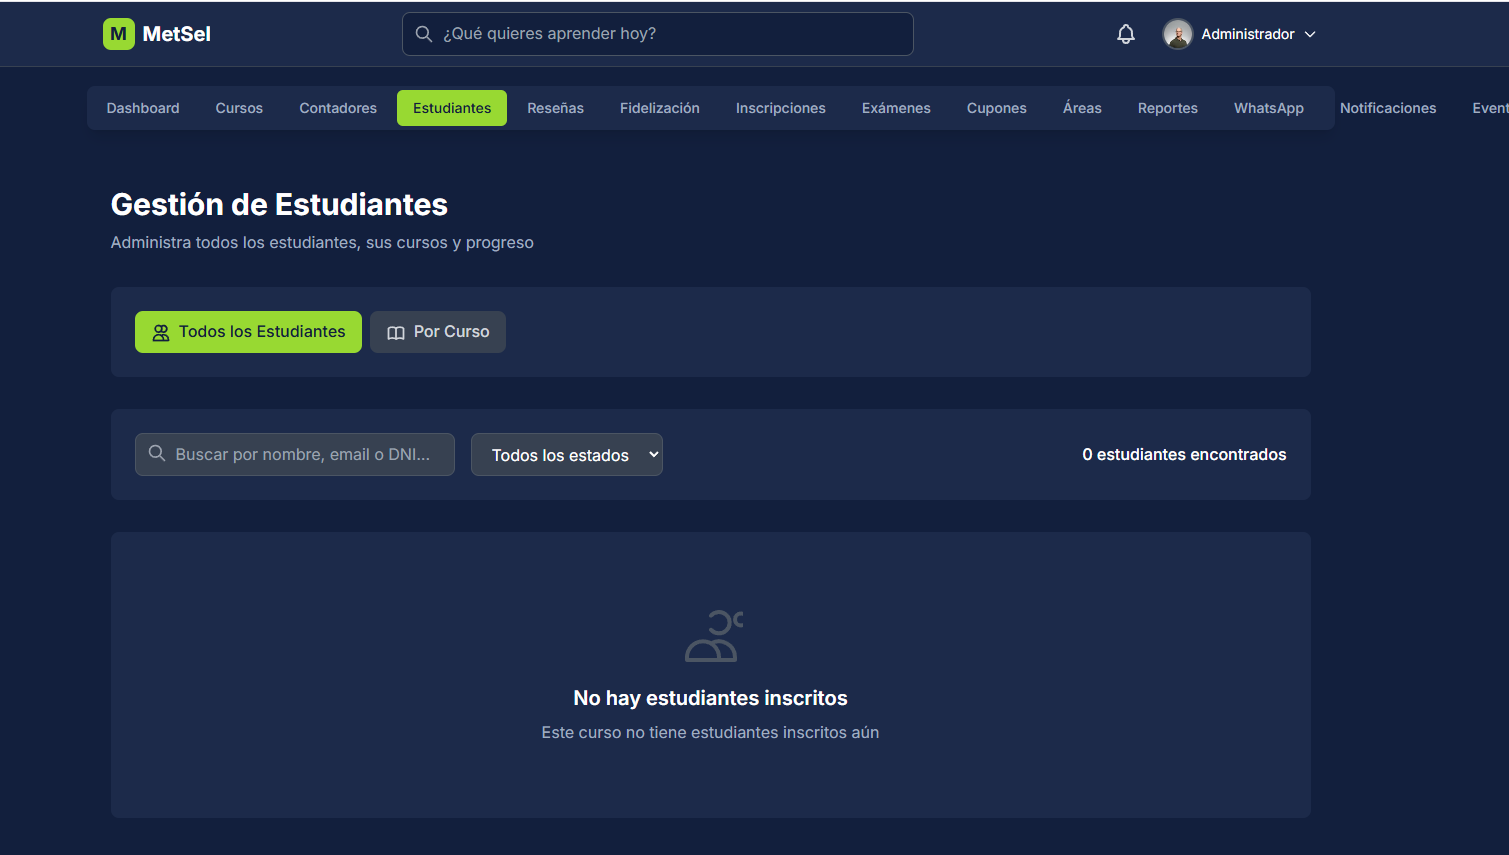 M MetSel
¿Qué quieres aprender hoy?
Administrador
Dashboard Cursos Contadores Estudiantes Reseñas Fidelización Inscripciones Exámenes Cupones Áreas Reportes WhatsApp Notificaciones
Gestión de Estudiantes
Administra todos los estudiantes, sus cursos y progreso
Todos los Estudiantes Por Curso
Buscar por nombre, email o DNI... Todos los estados 0 estudiantes encontrados
No hay estudiantes inscritos
Este curso no tiene estudiantes inscritos aún